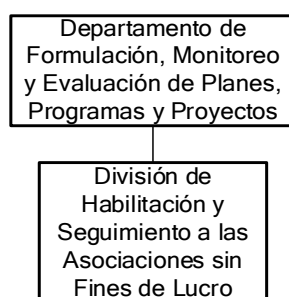 Departamento de
Formulación, Monitoreo
y Evaluación de Planes,
Programas y Proyectos
División de
Habilitación y
Seguimiento a las
Asociaciones sin
Fines de Lucro